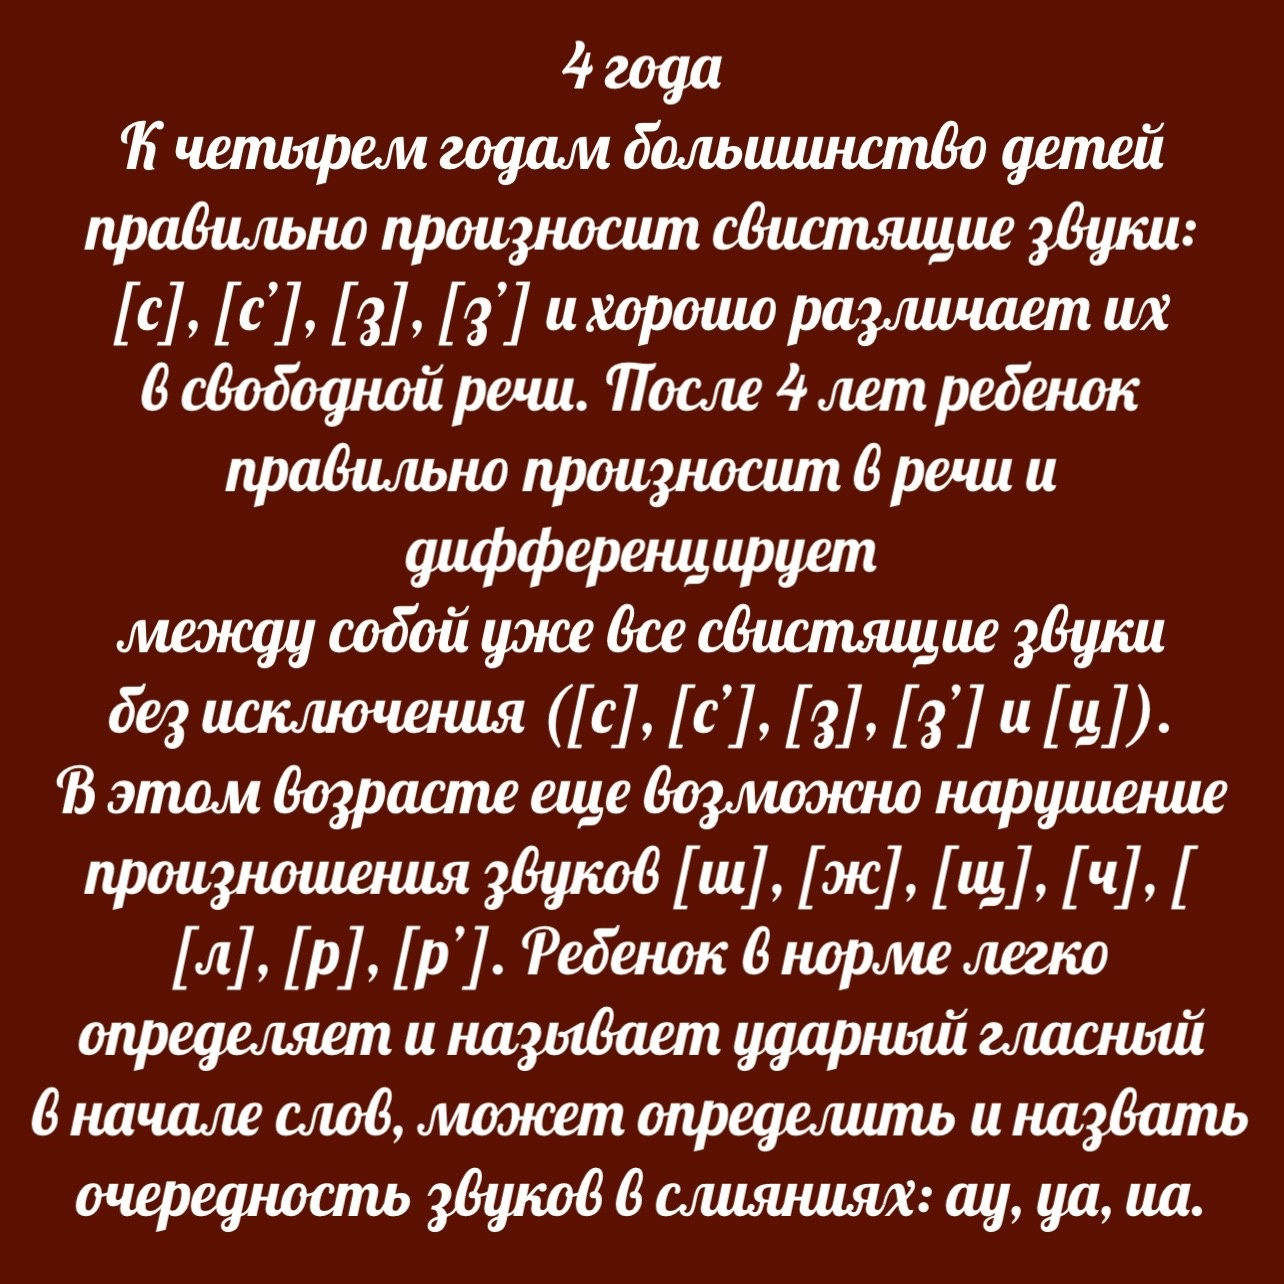 4 года
К четырем годам большинство детей
правильно произносит свистящие звуки:
[с], [с’], [з], [з’] и хорошо различает их
в свободной речи. После 4 лет ребенок
правильно произносит в речи и
дифференцирует
между собой уже все свистящие звуки
без исключения ([с], [с’], [з], [з’] и [ц]).
В этом возрасте еще возможно нарушение
произношения звуков [ш], [ж], [щ], [ч], [
[л], [р], [р’]. Ребенок в норме легко
определяет и называет ударный гласный
в начале слов, может определить и назвать
очередность звуков в слияниях: ау, уа, иа.